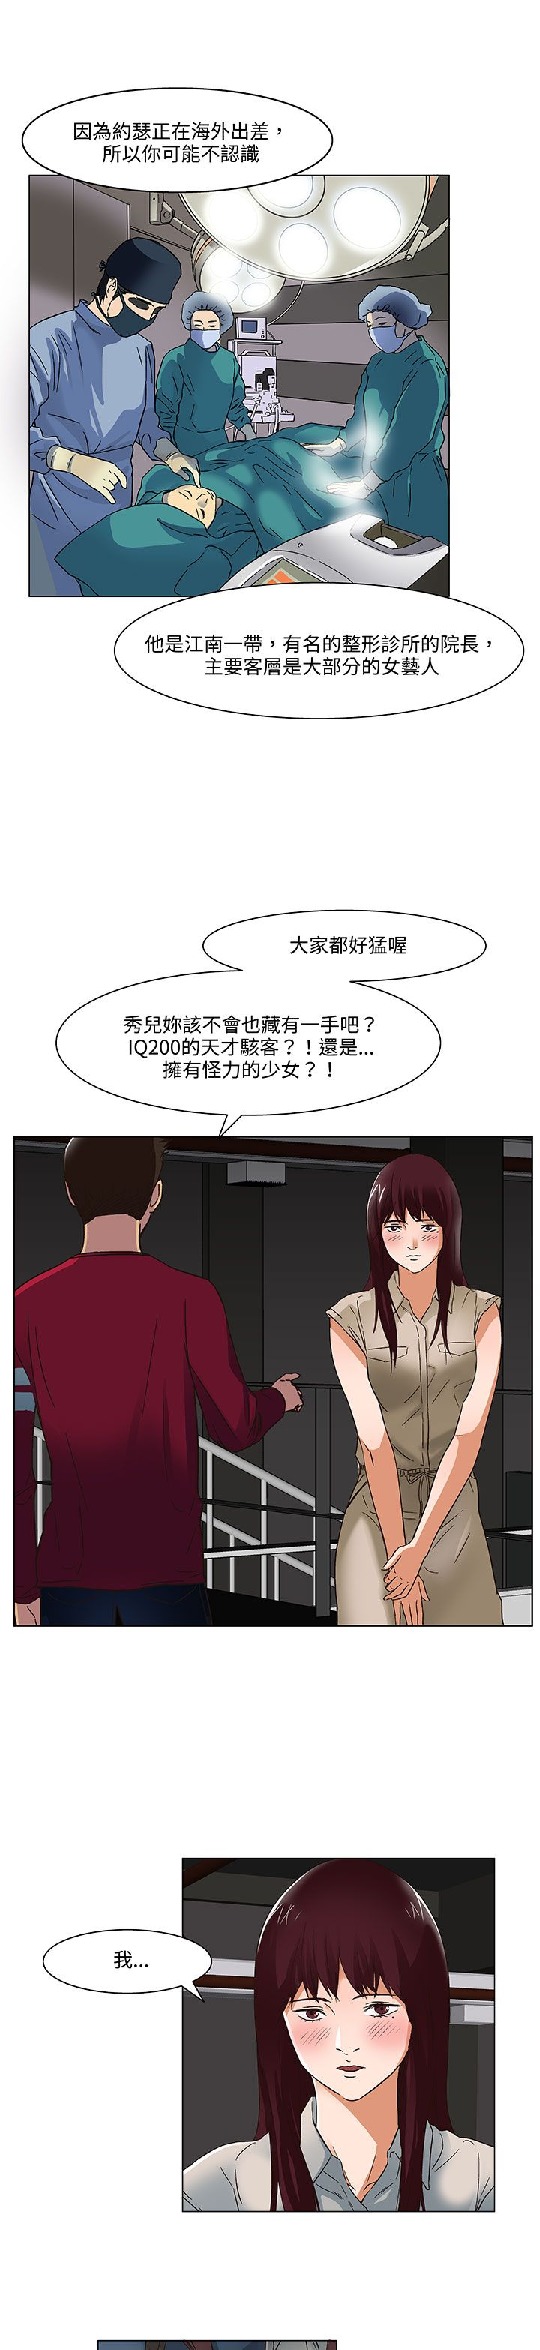 因為約瑟正在海外出差，
所以你可能不認識
他是江南一帶，有名的整形診所的院長，
主要客層是大部分的女藝人
大家都好猛喔
秀兒妳該不會也藏有一手吧？
IQ200的天才駭客？！還是...
擁有怪力的少女？！
我...